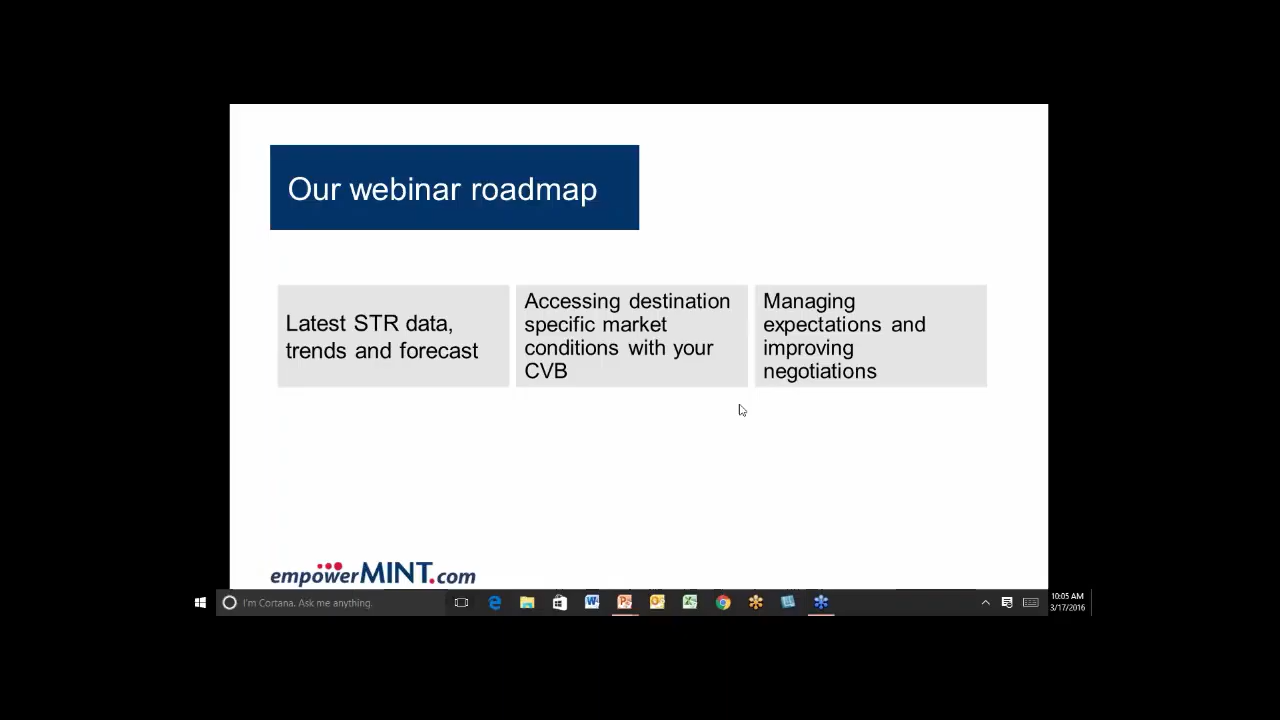 Our webinar roadmap
Latest STR data,
trends and forecast
Accessing destination
specific market
conditions with your
CVB
Managing
expectations and
improving
negotiations
empowerMINT.com
I'm Cortana. Ask me anything.
10:05 AM
3/17/2016